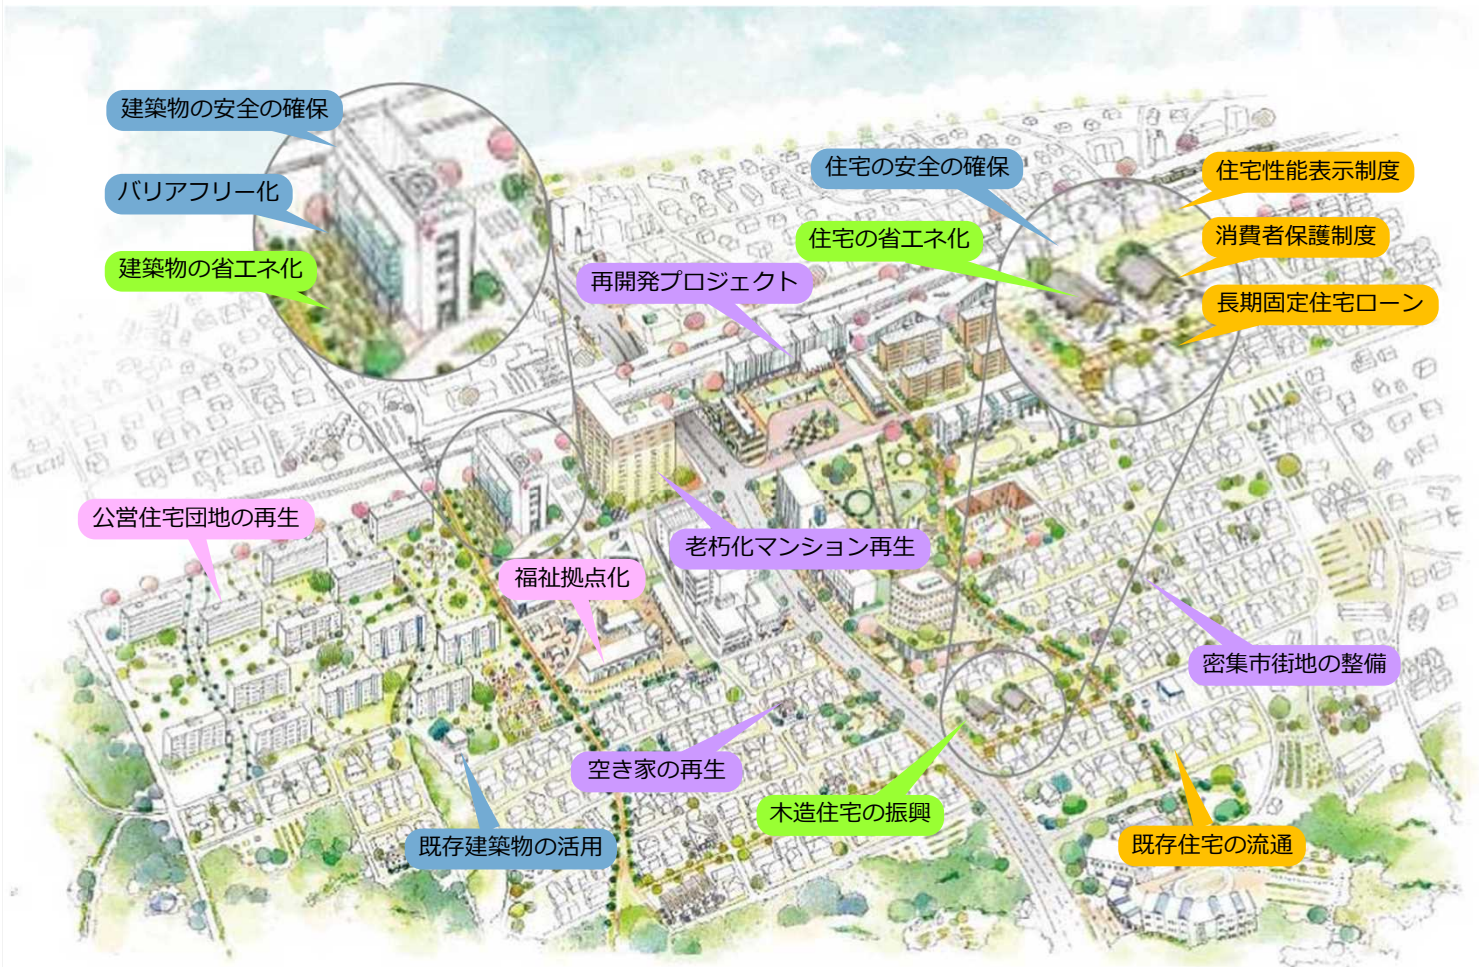 建築物の安全の確保
バリアフリー化
建築物の省エネ化
住宅の安全の確保
住宅の省エネ化
住宅性能表示制度
消費者保護制度
長期固定住宅ローン
再開発プロジェクト
公営住宅団地の再生
老朽化マンション再生
福祉拠点化
密集市街地の整備
空き家の再生
木造住宅の振興
既存建築物の活用
既存住宅の流通